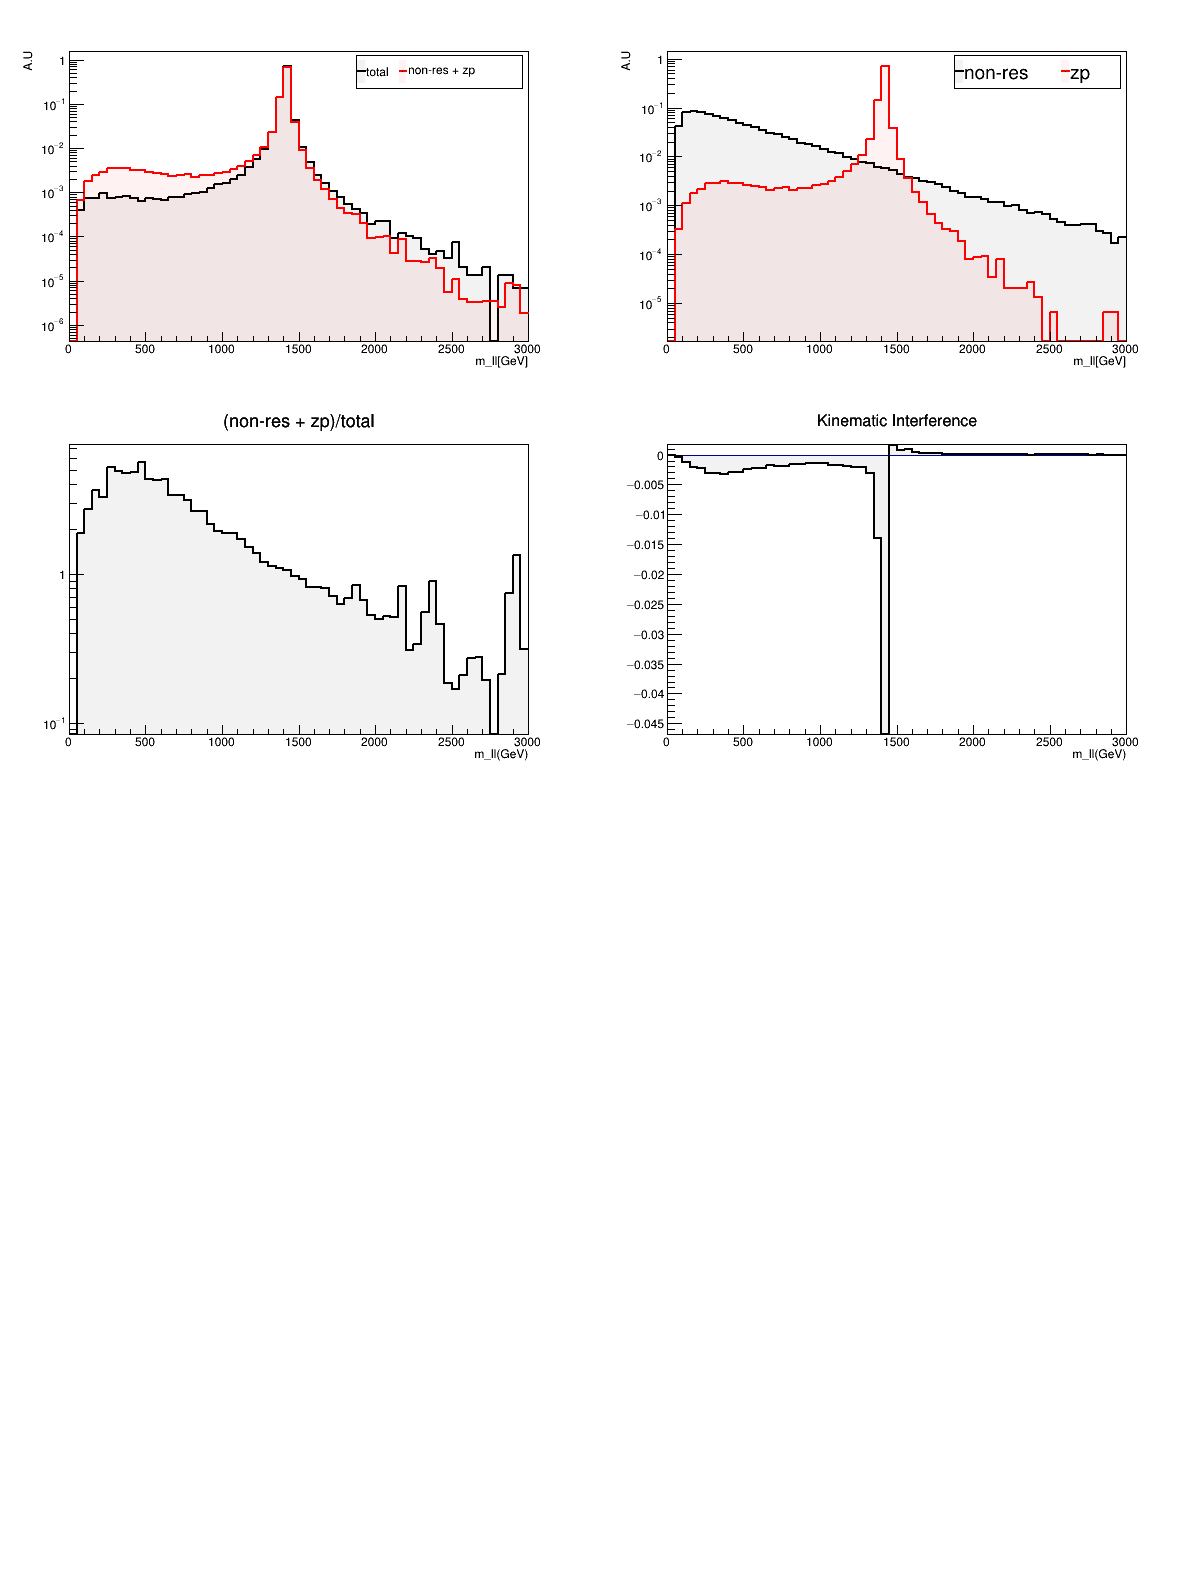 A.U
total non-res + zp
1
10−1
10−2
10−3
10−4
10−5
10−6
0 500 1000 1500 2000 2500 3000
m_ll[GeV]
A.U
non-res zp
1
10−1
10−2
10−3
10−4
10−5
0 500 1000 1500 2000 2500 3000
m_ll[GeV]
(non-res + zp)/total
1
10−1
0 500 1000 1500 2000 2500 3000
m_ll(GeV)
Kinematic Interference
0
−0.005
−0.01
−0.015
−0.02
−0.025
−0.03
−0.035
−0.04
−0.045
0 500 1000 1500 2000 2500 3000
m_ll(GeV)